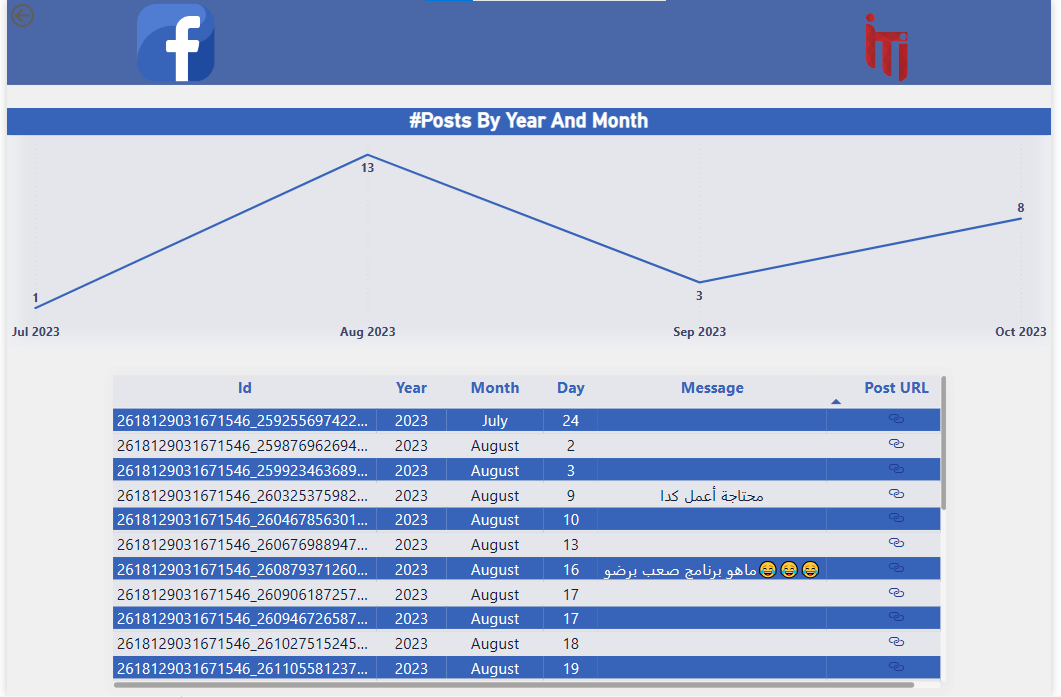 f
iTi
#Posts By Year And Month
1
13
3
8
Jul 2023 Aug 2023 Sep 2023 Oct 2023
Id Year Month Day Message Post URL
2618129031671546_259255697422... 2023 July 24
2618129031671546_259876962694... 2023 August 2
2618129031671546_259923463689... 2023 August 3
2618129031671546_260325375982... 2023 August 9 محتاجة أعمل كدا
2618129031671546_260467856301... 2023 August 10
2618129031671546_260676988947... 2023 August 13
2618129031671546_260879371260... 2023 August 16 ماهو برنامج صعب برضو😂😂😂
2618129031671546_260906187257... 2023 August 17
2618129031671546_260946726587... 2023 August 17
2618129031671546_261027515245... 2023 August 18
2618129031671546_261105581237... 2023 August 19